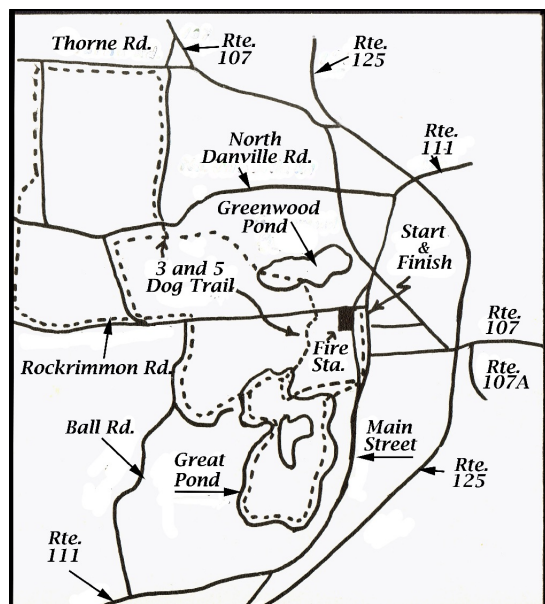 Thorne Rd.
Rte.
107
Rte.
125
Rte.
111
North
Danville Rd.
Greenwood
Pond
Start
&
Finish
3 and 5
Dog Trail
Rte.
107
Fire
Sta.
Rockrimmon Rd.
Rte.
107A
Ball Rd.
Main
Street
Great
Pond
Rte.
125
Rte.
111